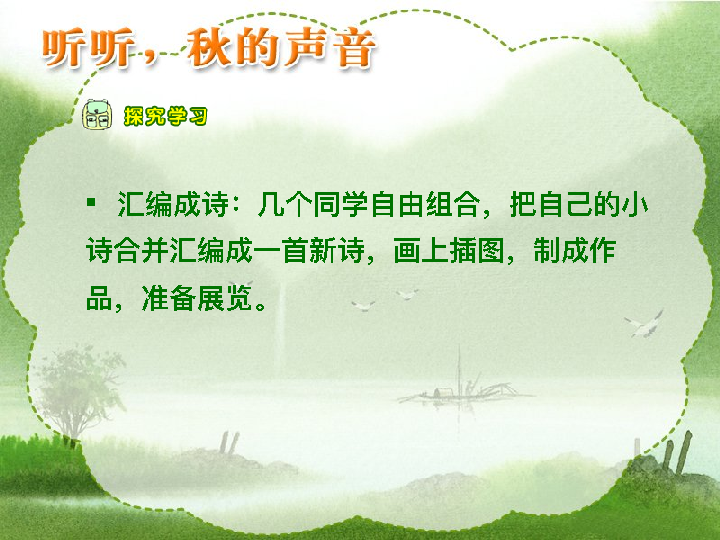 听听，秋的声音
探究学习
▪ 汇编成诗：几个同学自由组合，把自己的小
诗合并汇编成一首新诗，画上插图，制成作
品，准备展览。